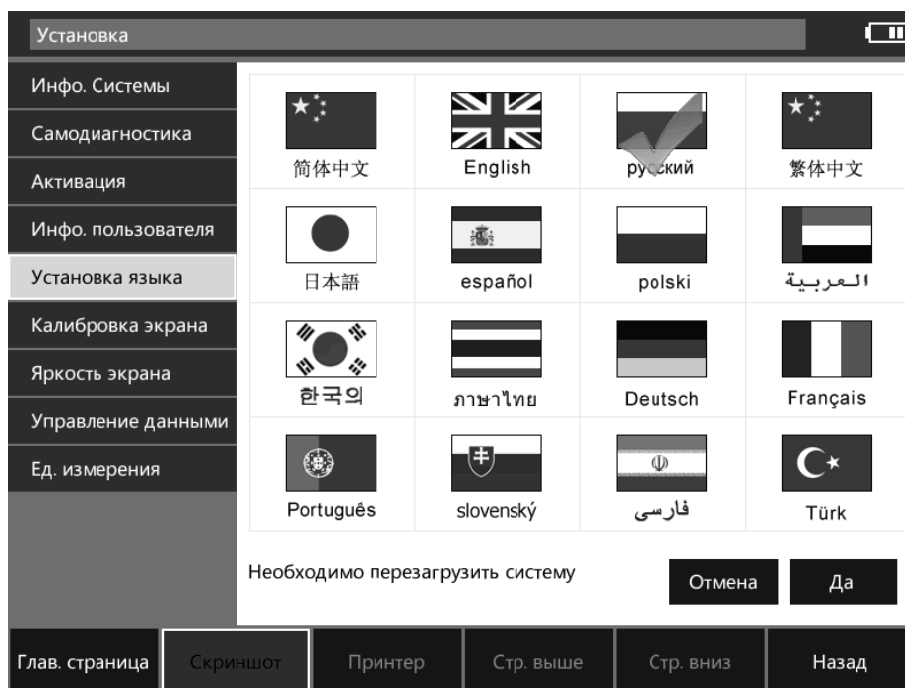 Установка
Инфо. Системы
Самодиагностика
Активация
Инфо. пользователя
Установка языка
Калибровка экрана
Яркость экрана
Управление данными
Ед. измерения
简体中文 English русский 繁体中文
日本語 español polski العربية
한국의 ภาษาไทย Deutsch Français
Português slovenský فارسی Türk
Необходимо перезагрузить систему
Отмена Да
Глав. страница Скриншот Принтер Стр. выше Стр. вниз Назад